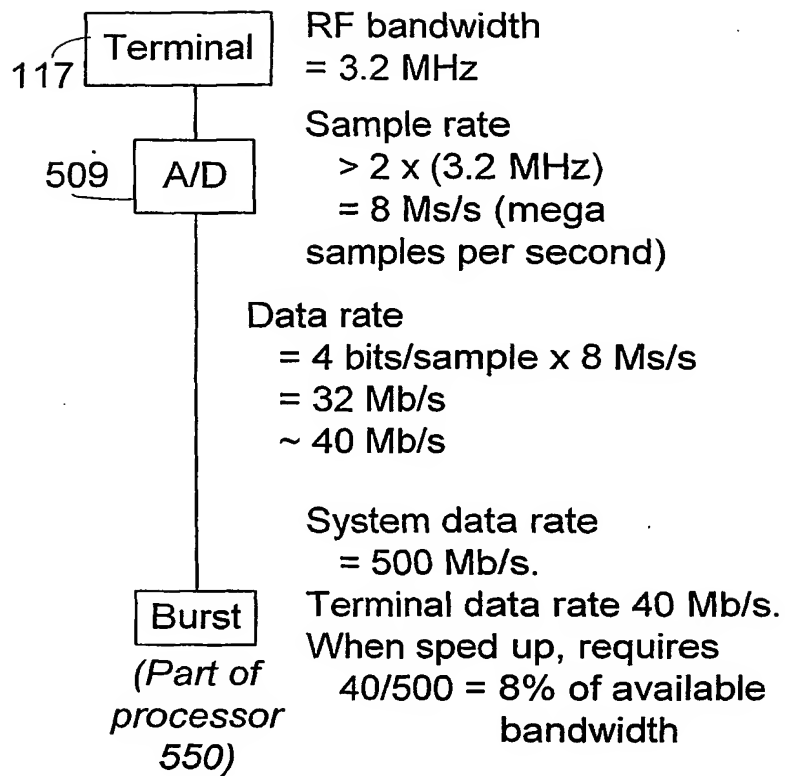 Terminal
117
RF bandwidth
= 3.2 MHz
509
A/D
Sample rate
> 2 x (3.2 MHz)
= 8 Ms/s (mega
samples per second)
Data rate
= 4 bits/sample x 8 Ms/s
= 32 Mb/s
~ 40 Mb/s
System data rate
= 500 Mb/s.
Burst
(Part of
processor
550)
Terminal data rate 40 Mb/s.
When sped up, requires
40/500 = 8% of available
bandwidth